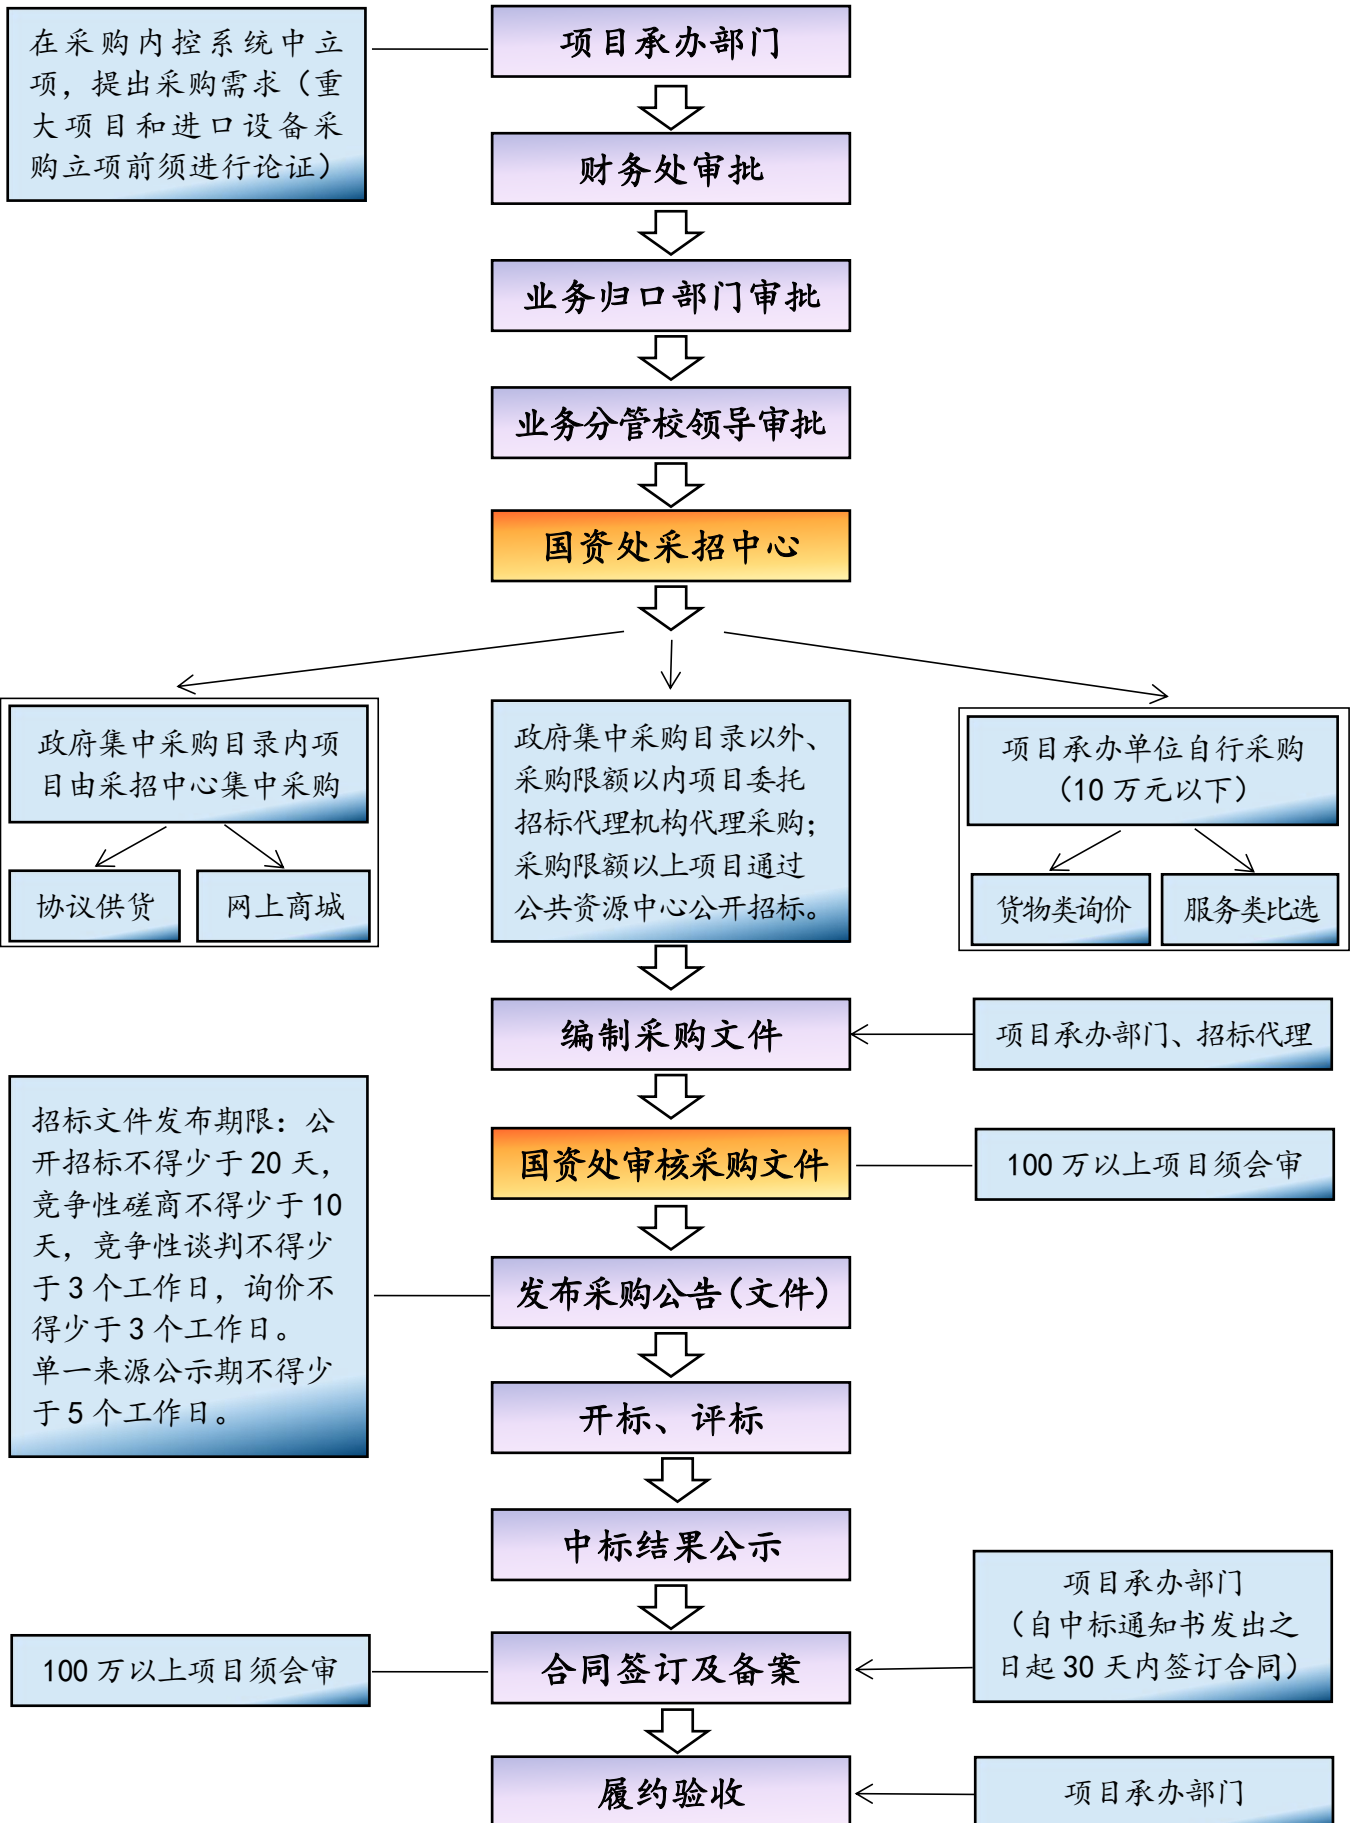 项目承办部门
在采购内控系统中立
项，提出采购需求（重
大项目和进口设备采
购立项前须进行论证）
财务处审批
业务归口部门审批
业务分管校领导审批
国资处采招中心
政府集中采购目录内项
目由采招中心集中采购
协议供货
网上商城
政府集中采购目录以外、
采购限额以内项目委托
招标代理机构代理采购；
采购限额以上项目通过
公共资源中心公开招标。
项目承办单位自行采购
（10 万元以下）
货物类询价
服务类比选
编制采购文件
项目承办部门、招标代理
国资处审核采购文件
100 万以上项目须会审
招标文件发布期限：公
开招标不得少于 20 天，
竞争性磋商不得少于 10
天，竞争性谈判不得少
于 3 个工作日，询价不
得少于 3 个工作日。
单一来源公示期不得少
于 5 个工作日。
发布采购公告（文件）
开标、评标
中标结果公示
项目承办部门
（自中标通知书发出之
日起 30 天内签订合同）
100 万以上项目须会审
合同签订及备案
履约验收
项目承办部门